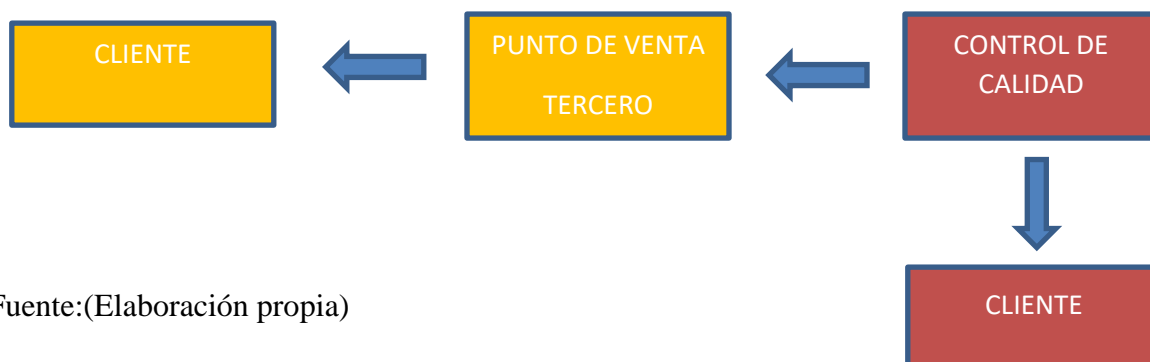 CLIENTE
PUNTO DE VENTA
TERCERO
CONTROL DE
CALIDAD
CLIENTE
Fuente:(Elaboración propia)